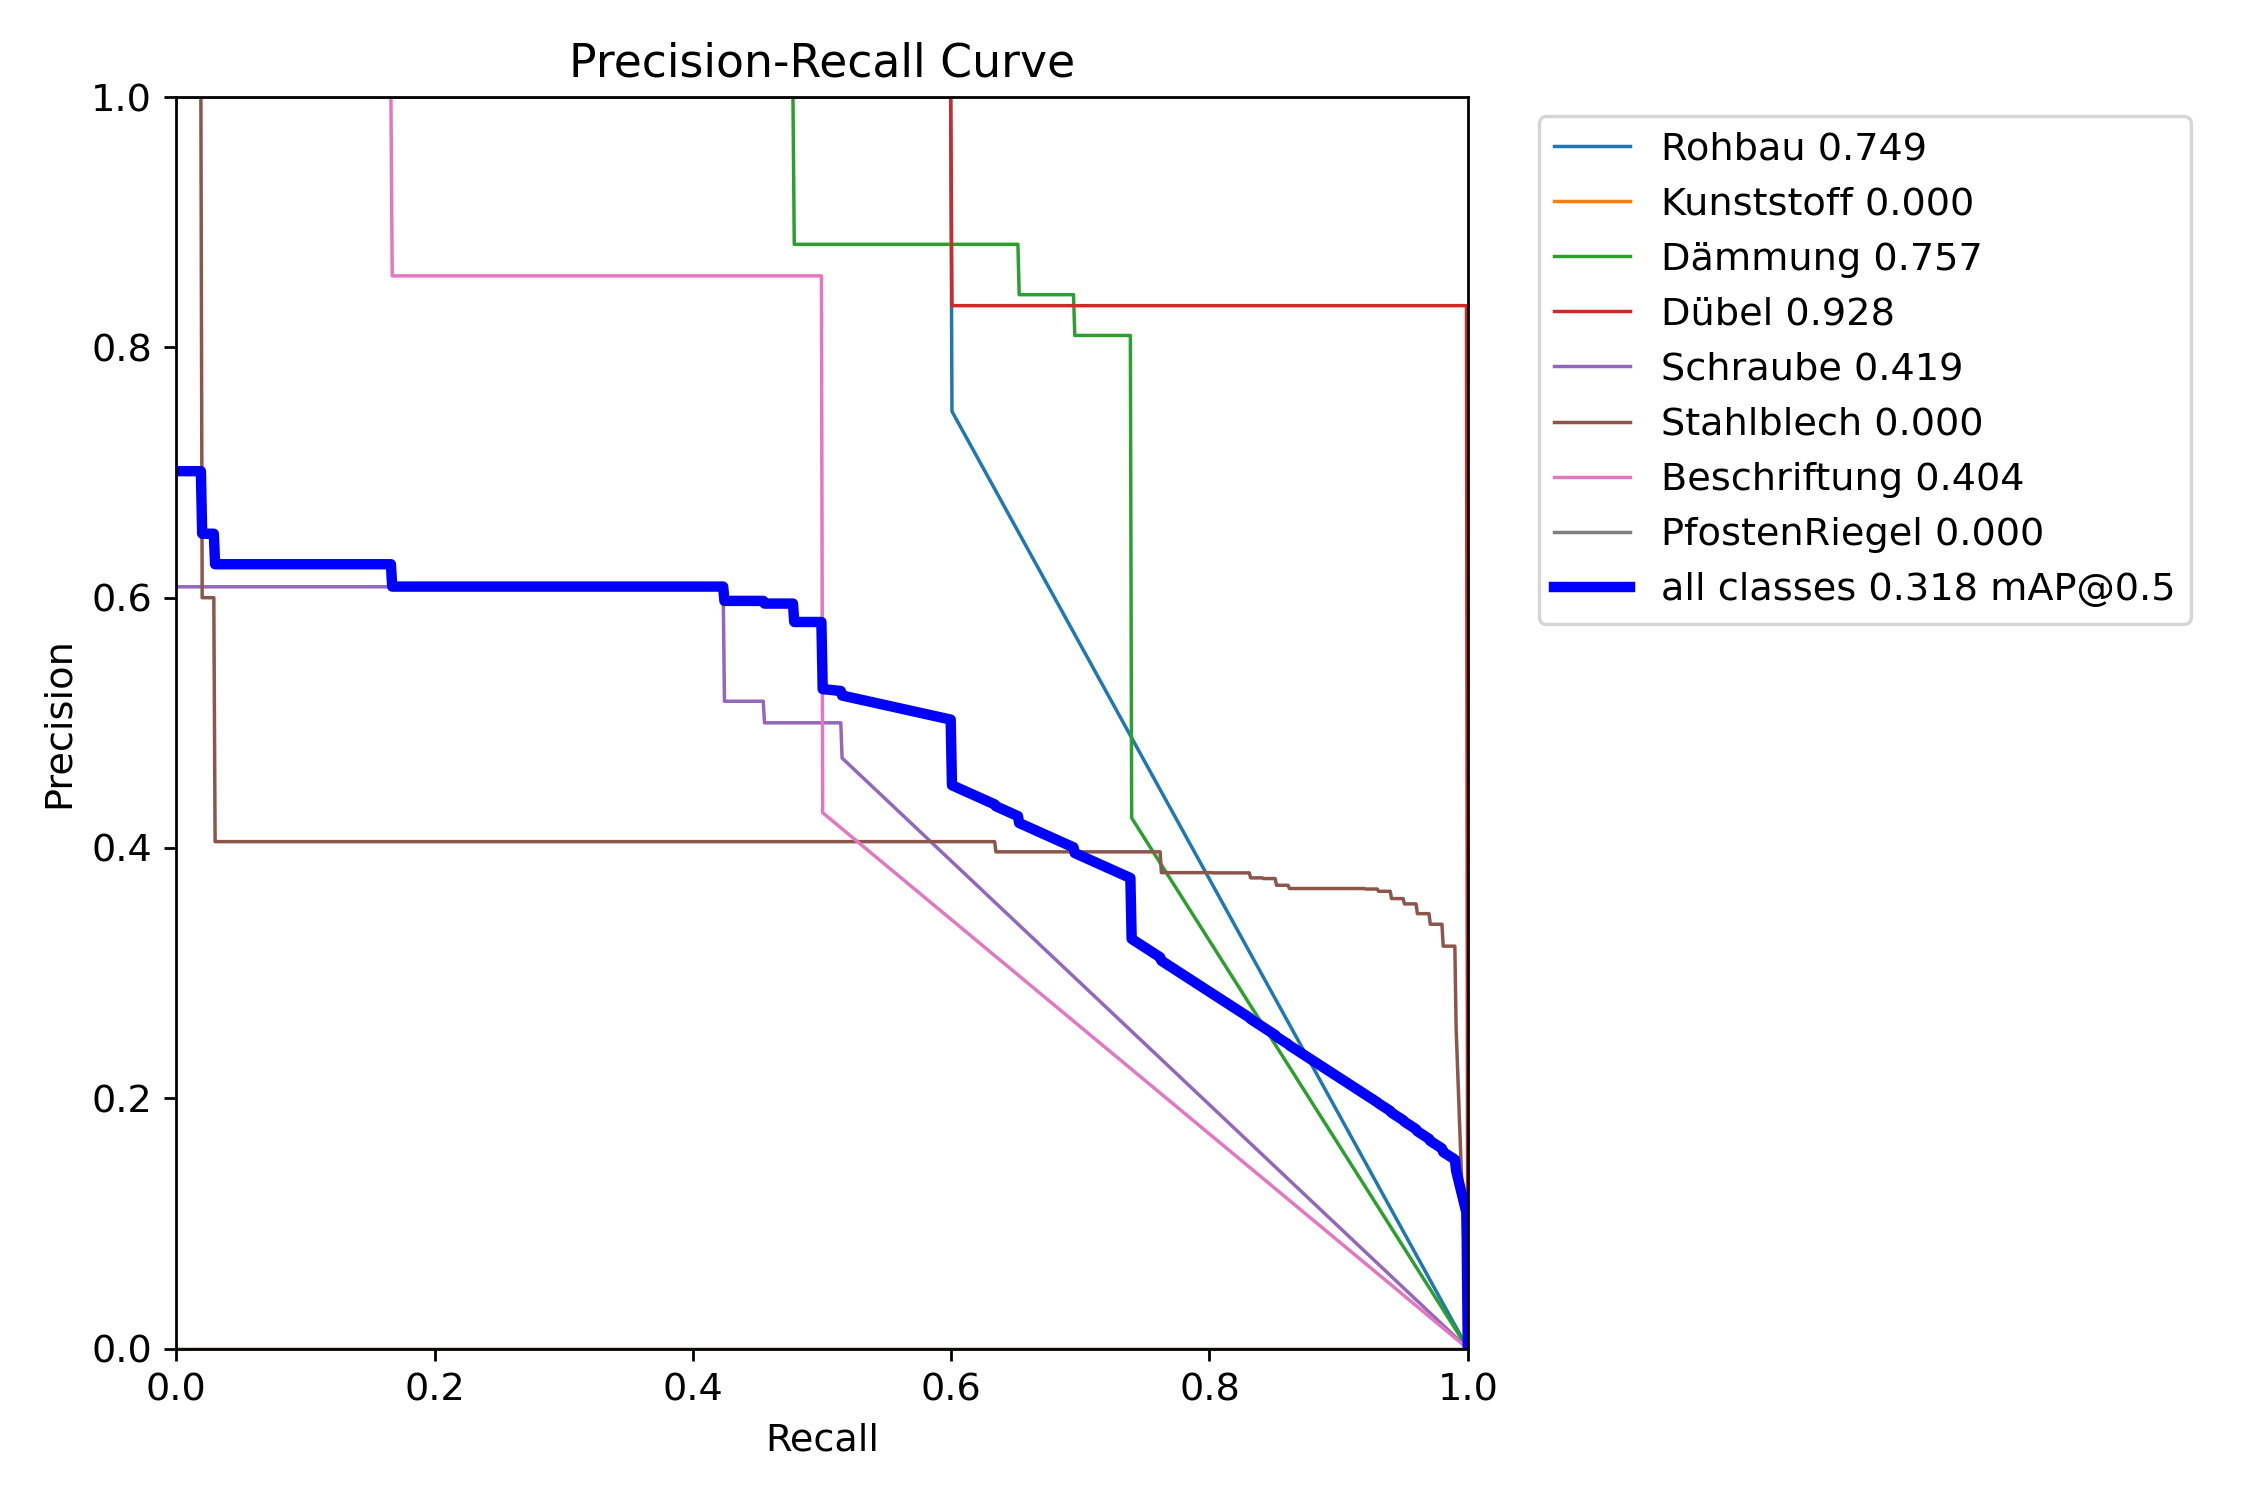 Precision-Recall Curve
1.0
0.8
0.6
0.4
0.2
0.0
Precision
0.0 0.2 0.4 0.6 0.8 1.0
Recall
Rohbau 0.749
Kunststoff 0.000
Dämmung 0.757
Dübel 0.928
Schraube 0.419
Stahlblech 0.000
Beschriftung 0.404
PfostenRiegel 0.000
all classes 0.318 mAP@0.5